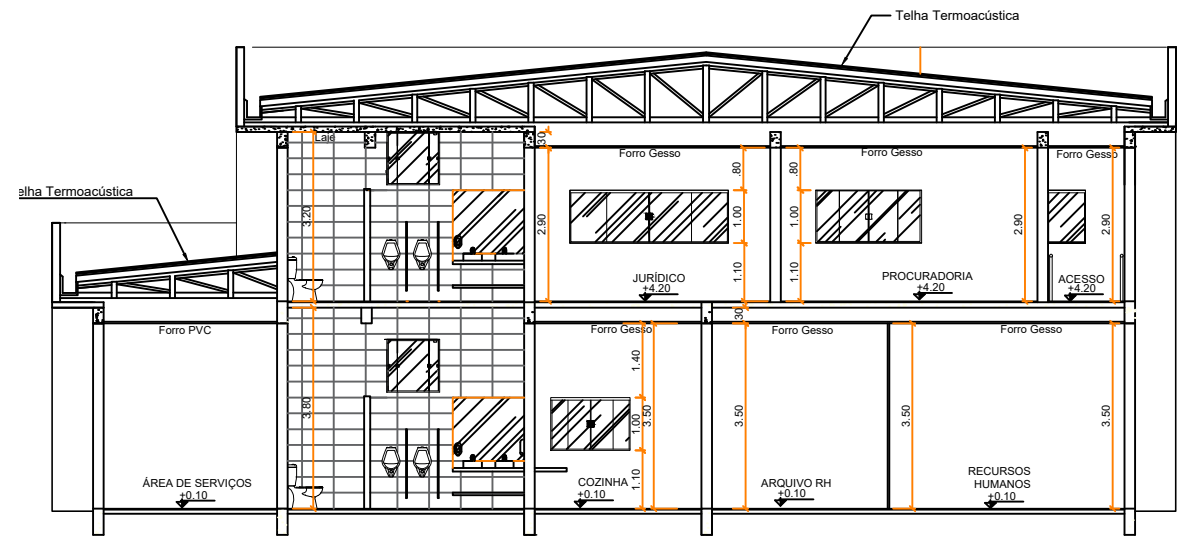 Telha Termoacústica
Laje
.30
Forro Gesso
Forro Gesso
Forro Gesso
.80
.80
elha Termoacústica
3.20
2.90
1.00
1.00
2.90
2.90
1.10
1.10
JURÍDICO
+4.20
PROCURADORIA
+4.20
ACESSO
+4.20
.30
Forro PVC
Forro Gesso
Forro Gesso
Forro Gesso
1.40
3.80
1.00
3.50
3.50
3.50
3.50
1.10
ÁREA DE SERVIÇOS
+0.10
COZINHA
+0.10
ARQUIVO RH
+0.10
RECURSOS
HUMANOS
+0.10